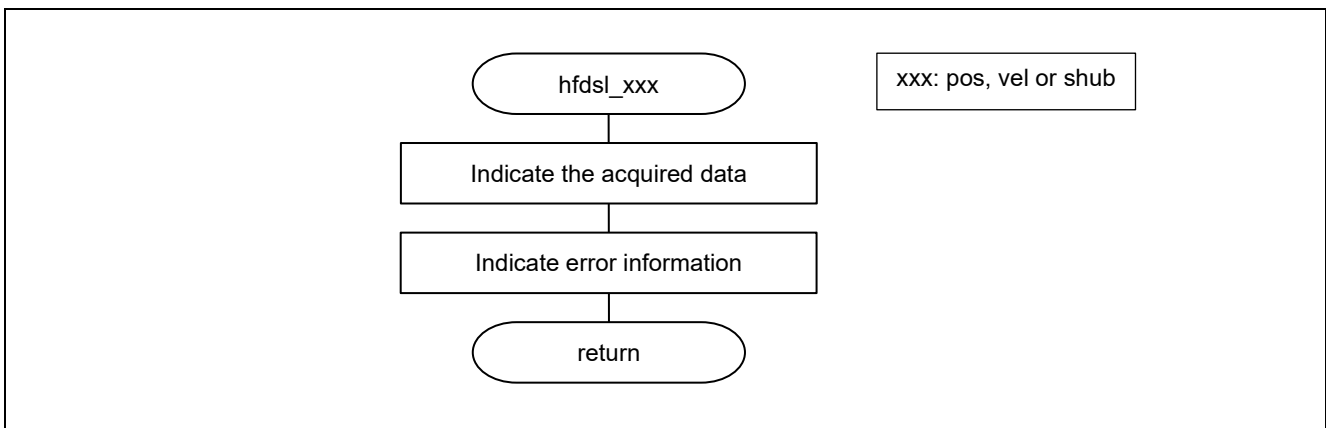 hfdsl_xxx
xxx: pos, vel or shub
Indicate the acquired data
Indicate error information
return